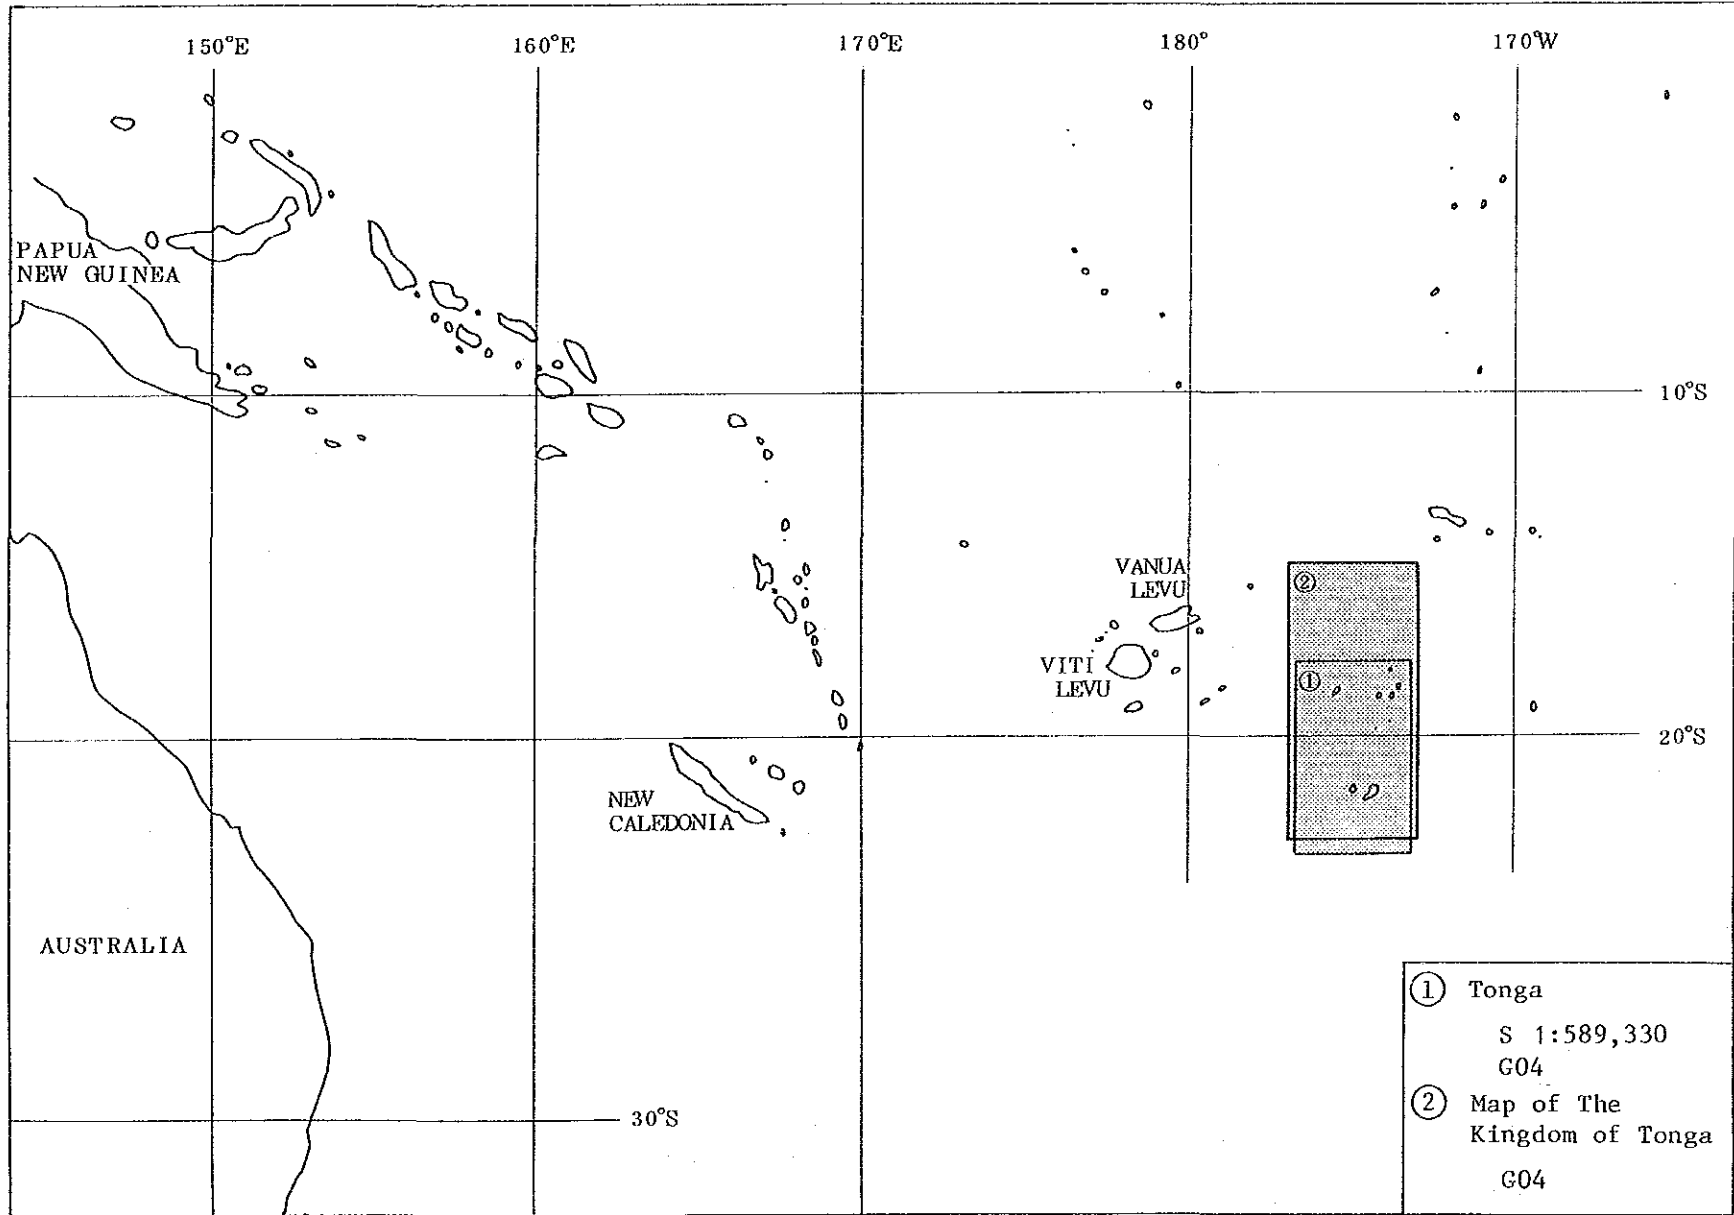 150°E 160°E 170°E 180° 170°W
PAPUA
NEW GUINEA
10°S
VANUA
LEVU
②
VITI
LEVU
①
20°S
NEW
CALEDONIA
AUSTRALIA
① Tonga
S 1:589,330
G04
② Map of The
Kingdom of Tonga
G04
30°S